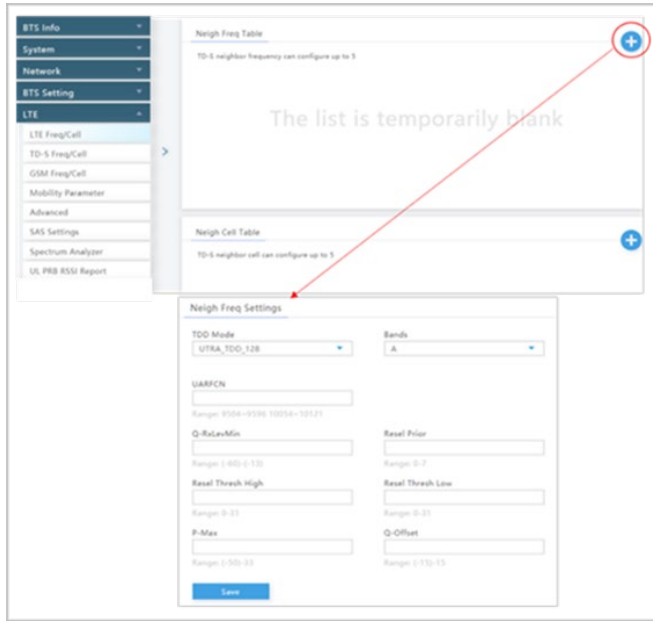 BTS Info
System
Network
BTS Setting
LTE
LTE Freq/Cell
TD-S Freq/Cell
GSM Freq/Cell
Mobility Parameter
Advanced
SAS Settings
Spectrum Analyzer
UL PRB RSSI Report
Neigh Freq Table
TD-S neighbor frequency can configure up to 5
The list is temporarily blank
Neigh Cell Table
TD-S neighbor cell can configure up to 5
Neigh Freq Settings
TDD Mode Bands
UTRA_TDD_128 A
UARFCN
Range: 9504~9596 10054~10121
Q-RxLevMin Resel Prior
Range: (-60)-(-13) Range: 0-7
Resel Thresh High Resel Thresh Low
Range: 0-31 Range: 0-31
P-Max Q-Offset
Range: (-50)-33 Range: (-15)-15
Save